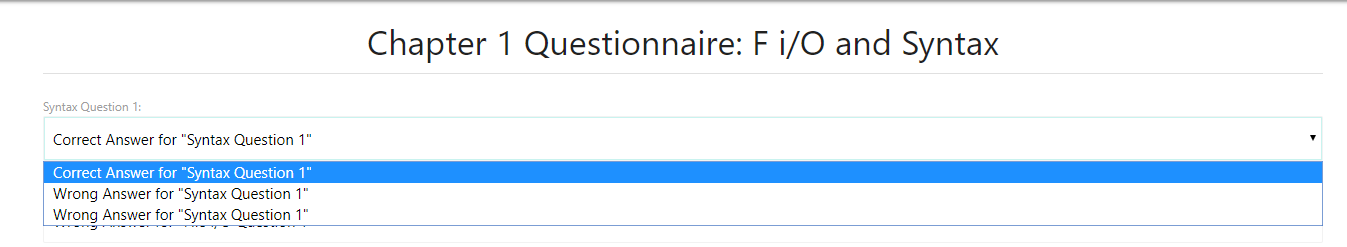 Chapter 1 Questionnaire: F i/O and Syntax
Syntax Question 1:
Correct Answer for "Syntax Question 1"
Correct Answer for "Syntax Question 1"
Wrong Answer for "Syntax Question 1"
Wrong Answer for "Syntax Question 1"